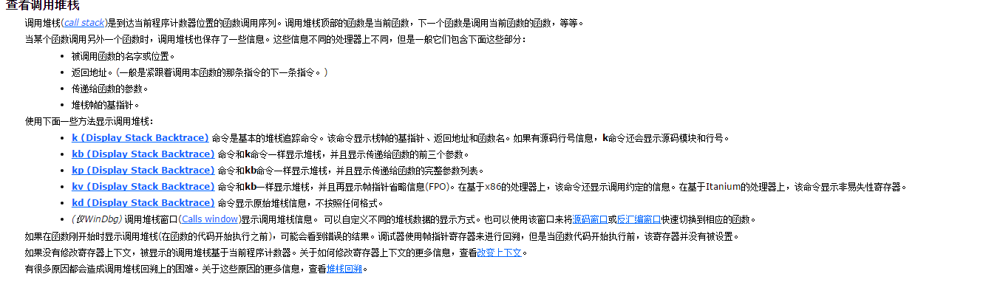 查看调用堆栈
调用堆栈(call stack)是到达当前程序计数器位置的函数调用序列。调用堆栈顶部的函数是当前函数，下一个函数是调用当前函数的函数，等等。
当某个函数调用另外一个函数时，调用堆栈也保存了一些信息。这些信息不同的处理器上不同，但是一般它们包含下面这些部分：
• 被调用函数的名字或位置。
• 返回地址。(一般是紧跟着调用本函数的那条指令的下一条指令。)
• 传递给函数的参数。
• 堆栈帧的基指针。
使用下面一些方法显示调用堆栈：
• k (Display Stack Backtrace) 命令是基本的堆栈追踪命令。该命令显示栈帧的基指针、返回地址和函数名。如果有源码行号信息，k命令还会显示源码模块和行号。
• kb (Display Stack Backtrace) 命令和k命令一样显示堆栈，并且显示传递给函数的前三个参数。
• kp (Display Stack Backtrace) 命令和kb命令一样显示堆栈，并且显示传递给函数的完整参数列表。
• kv (Display Stack Backtrace) 命令和kb一样显示堆栈，并且再显示帧指针省略信息(FPO)。在基于x86的处理器上，该命令还显示调用约定的信息。在基于Itanium的处理器上，该命令显示非易失性寄存器。
• kd (Display Stack Backtrace) 命令显示原始堆栈信息，不按照任何格式。
• (仅WinDbg) 调用堆栈窗口(Calls window)显示调用堆栈信息。 可以自定义不同的堆栈数据的显示方式。也可以使用该窗口来将源码窗口或反汇编窗口快速切换到相应的函数。
如果在函数刚开始时显示调用堆栈(在函数的代码开始执行之前)，可能会看到错误的结果。调试器使用帧指针寄存器来进行回溯，但是当函数代码开始执行前，该寄存器并没有被设置。
如果没有修改寄存器上下文，被显示的调用堆栈基于当前程序计数器。关于如何修改寄存器上下文的更多信息，查看改变上下文。
有很多原因都会造成调用堆栈回溯上的困难。关于这些原因的更多信息，查看堆栈回溯。